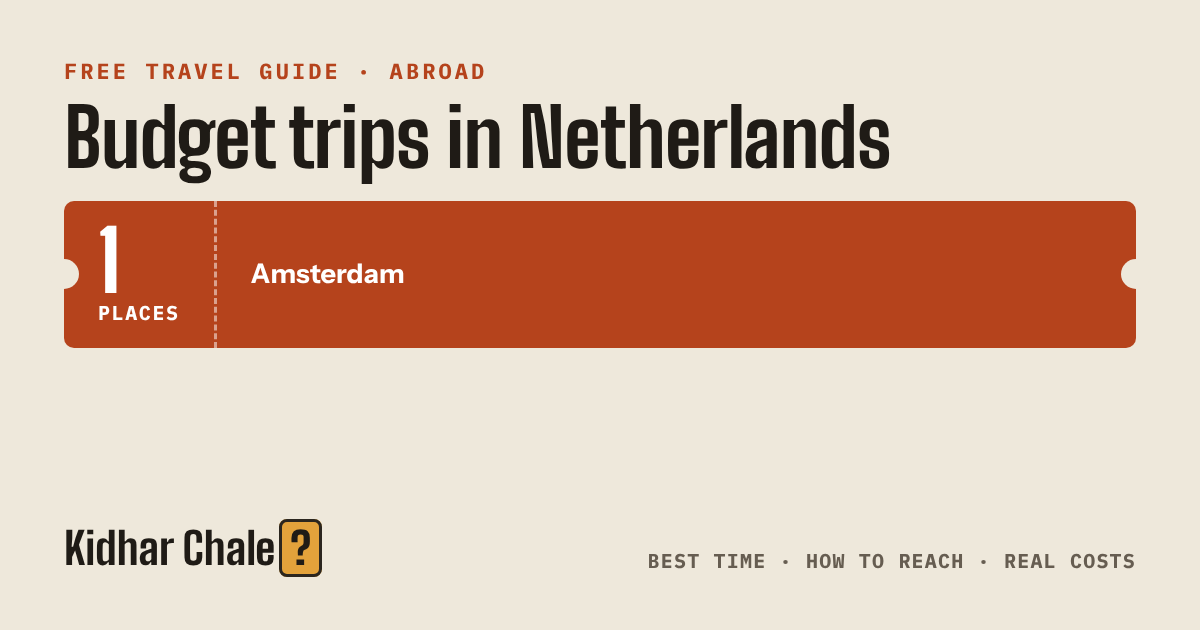 FREE TRAVEL GUIDE · ABROAD
Budget trips in Netherlands
1
PLACES
Amsterdam
Kidhar Chale ?
BEST TIME · HOW TO REACH · REAL COSTS